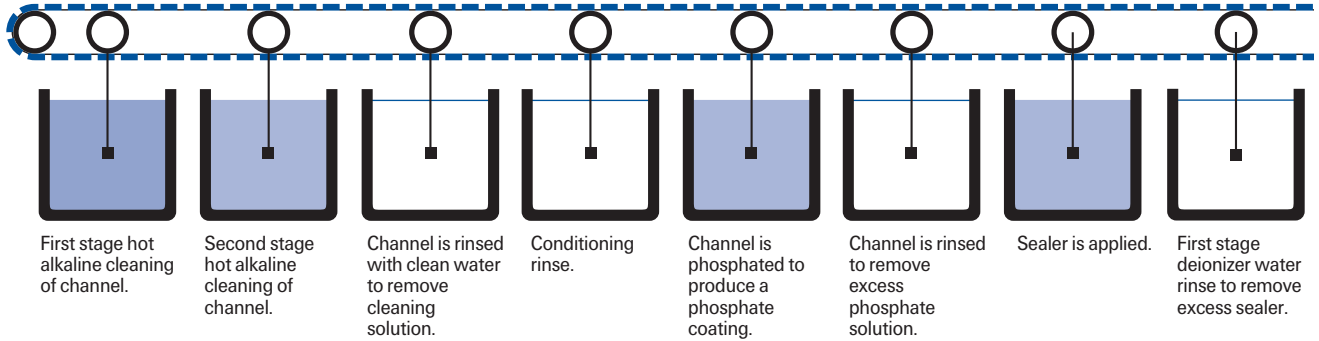 First stage hot
alkaline cleaning
of channel.
Second stage
hot alkaline
cleaning of
channel.
Channel is rinsed
with clean water
to remove
cleaning
solution.
Conditioning
rinse.
Channel is
phosphated to
produce a
phosphate
coating.
Channel is rinsed
to remove
excess
phosphate
solution.
Sealer is applied.
First stage
deionizer water
rinse to remove
excess sealer.